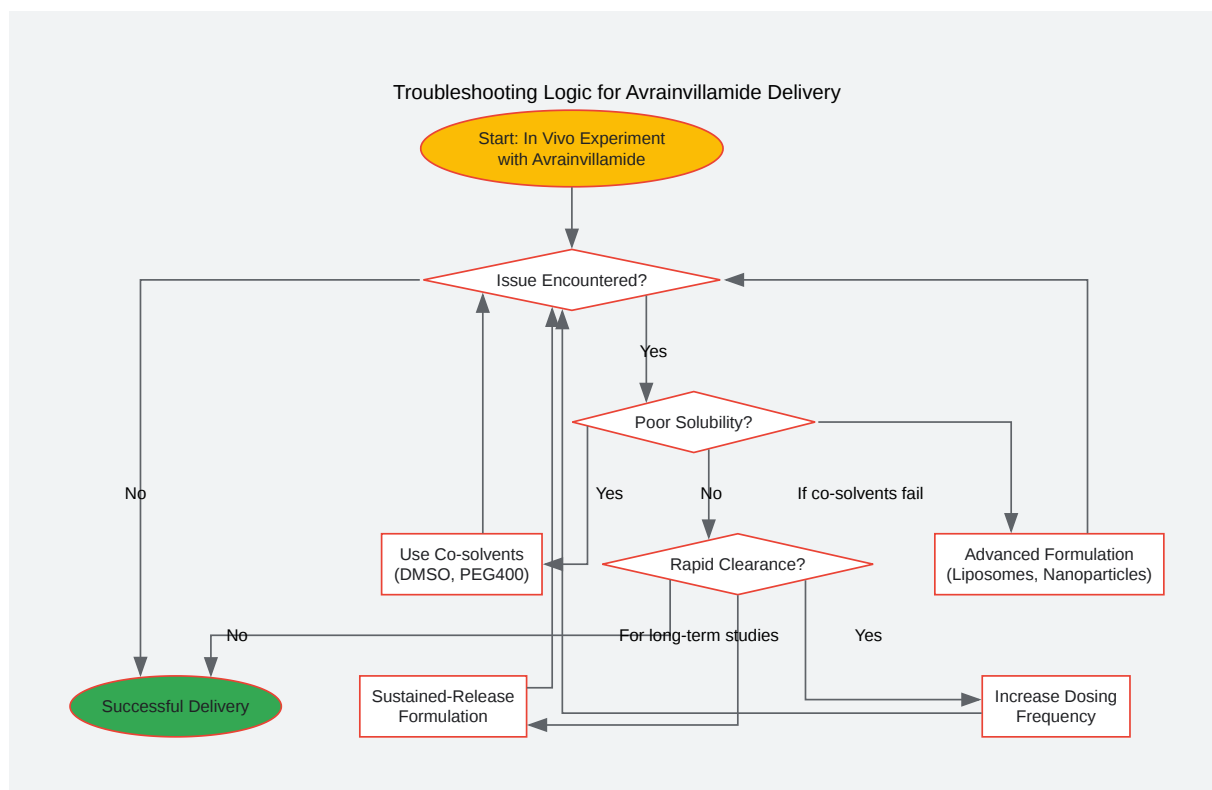 Troubleshooting Logic for Avrainvillamide Delivery
Start: In Vivo Experiment
with Avrainvillamide
Issue Encountered?
Yes
Poor Solubility?
No
Yes
No
If co-solvents fail
Use Co-solvents
(DMSO, PEG400)
Rapid Clearance?
Advanced Formulation
(Liposomes, Nanoparticles)
No
For long-term studies
Yes
Successful Delivery
Sustained-Release
Formulation
Increase Dosing
Frequency